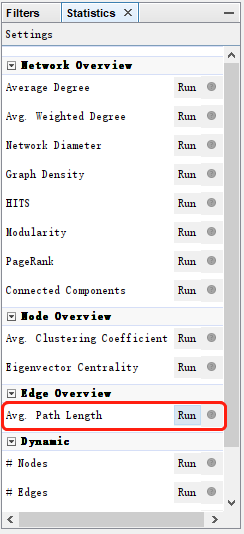 Filters Statistics ×
Settings
Network Overview
Average Degree Run
Avg. Weighted Degree Run
Network Diameter Run
Graph Density Run
HITS Run
Modularity Run
PageRank Run
Connected Components Run
Node Overview
Avg. Clustering Coefficient Run
Eigenvector Centrality Run
Edge Overview
Avg. Path Length Run
Dynamic
# Nodes Run
# Edges Run